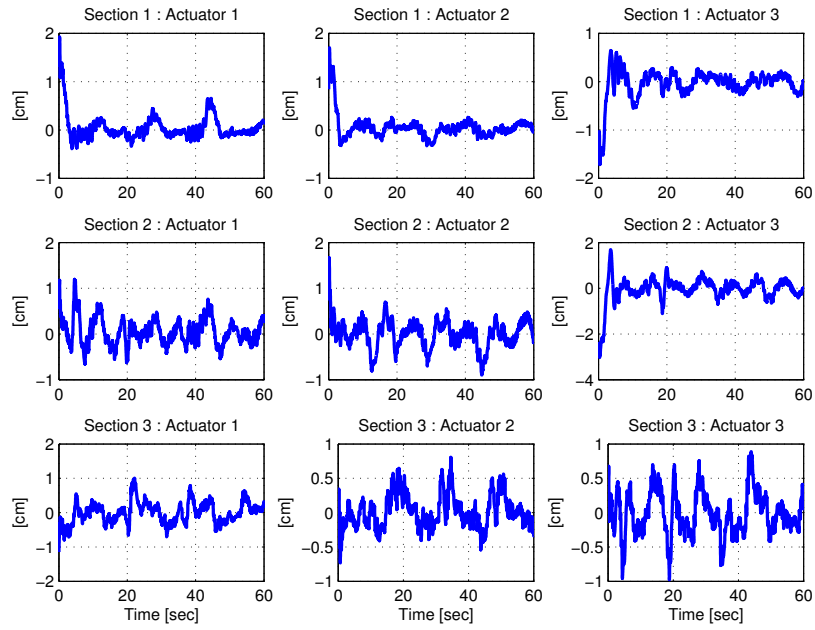 Section 1 : Actuator 1
[cm]
2
1
0
−1
0 20 40 60
Section 1 : Actuator 2
[cm]
2
1
0
−1
0 20 40 60
Section 1 : Actuator 3
[cm]
1
0
−1
−2
0 20 40 60
Section 2 : Actuator 1
[cm]
2
1
0
−1
0 20 40 60
Section 2 : Actuator 2
[cm]
2
1
0
−1
0 20 40 60
Section 2 : Actuator 3
[cm]
2
0
−2
−4
0 20 40 60
Section 3 : Actuator 1
[cm]
2
1
0
−1
−2
0 20 40 60
Time [sec]
Section 3 : Actuator 2
[cm]
1
0.5
0
−0.5
−1
0 20 40 60
Time [sec]
Section 3 : Actuator 3
[cm]
1
0.5
0
−0.5
−1
0 20 40 60
Time [sec]